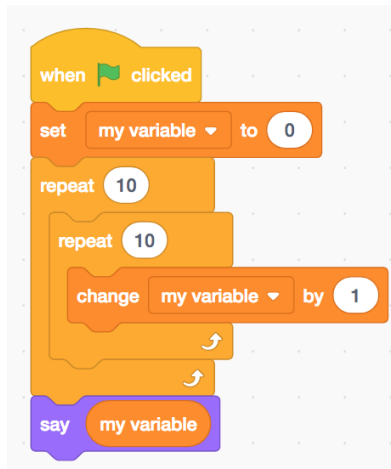 when clicked
set my variable to 0
repeat 10
repeat 10
change my variable by 1
say my variable